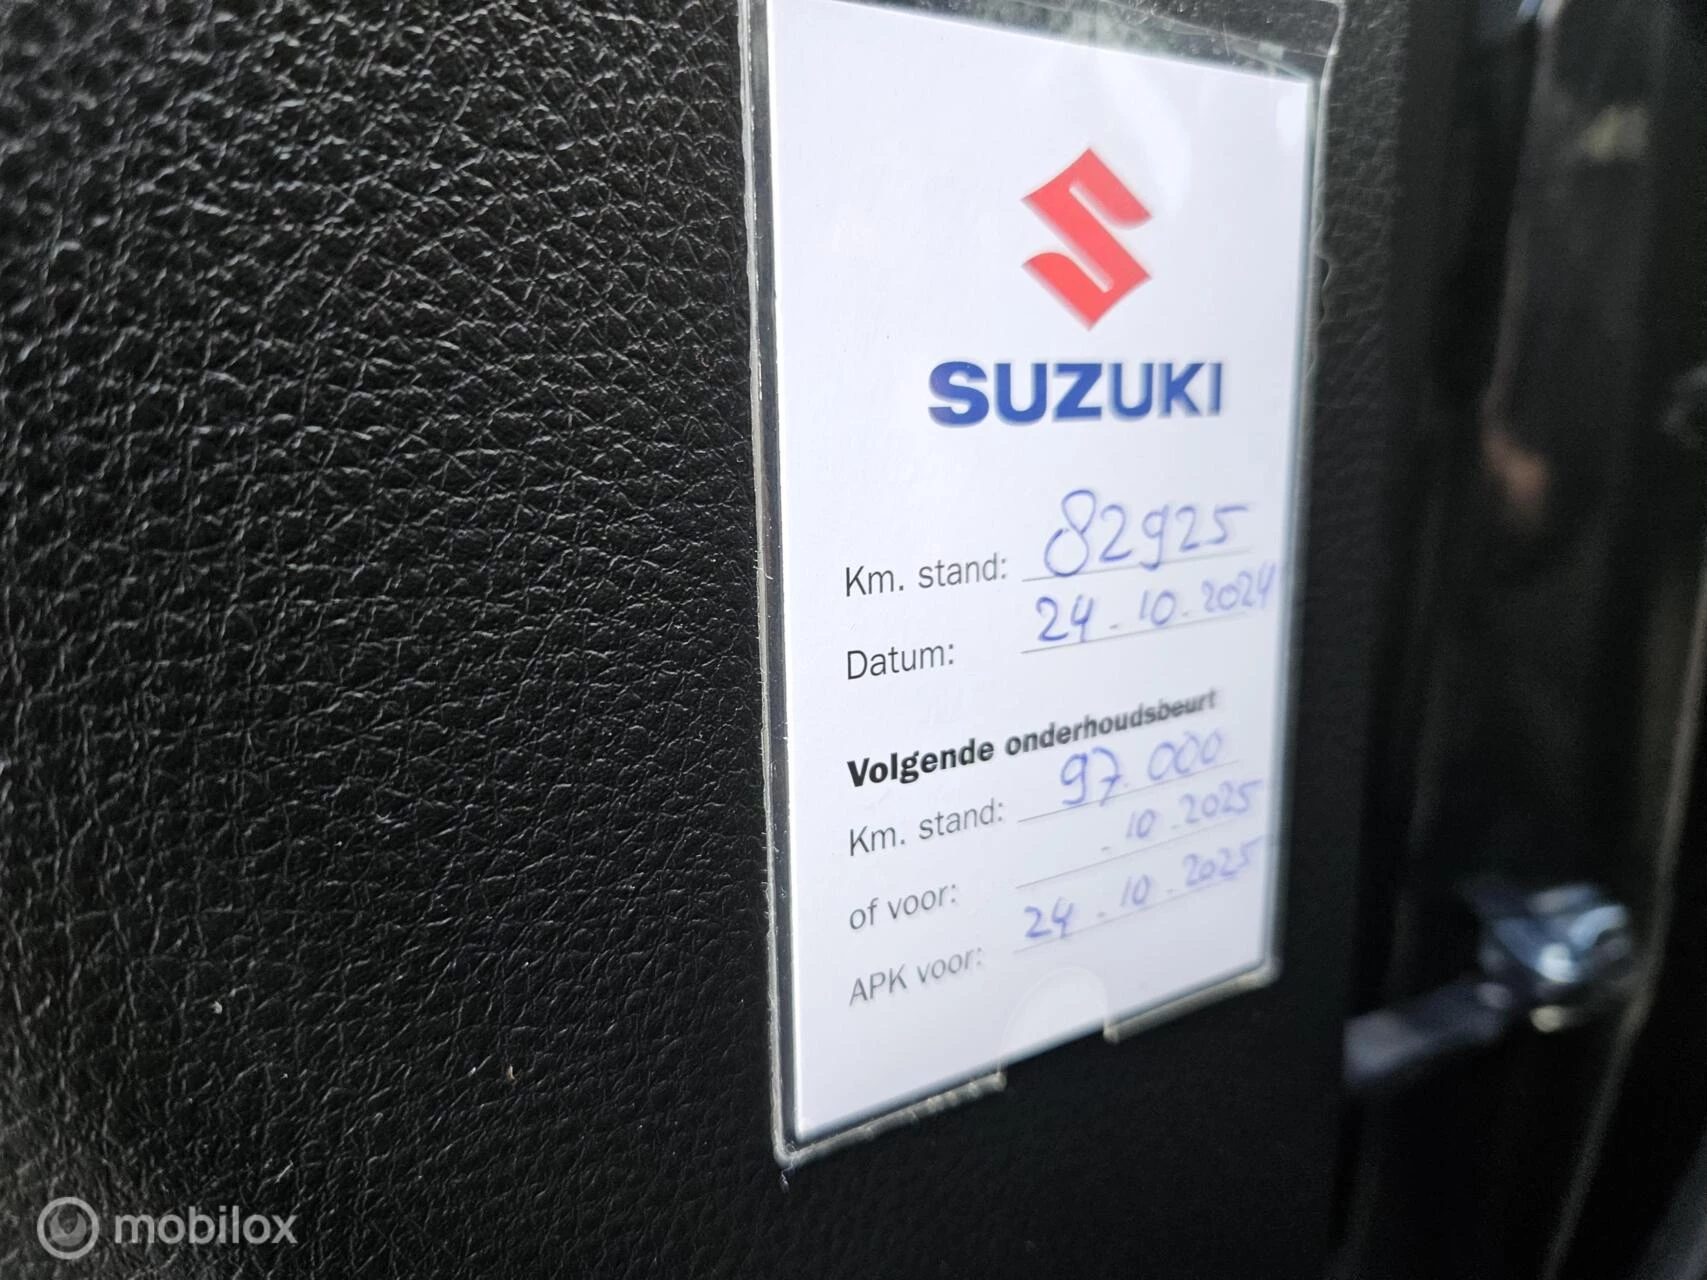 SUZUKI
Km. stand: 82925
Datum: 24-10-2024
Volgende onderhoudsbeurt
Km. stand: 97.000
of voor: -10-2025
APK voor: 24-10-2025
mobilox